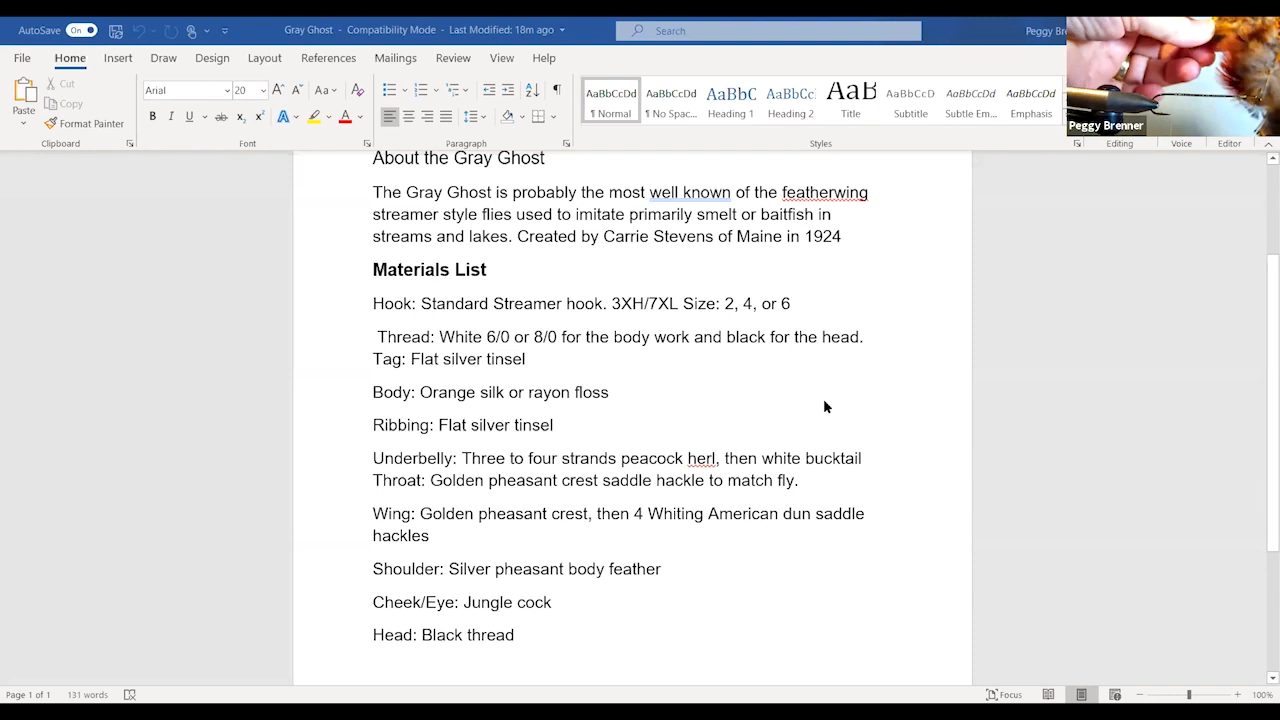 AutoSave On
Gray Ghost - Compatibility Mode - Last Modified: 18m ago
Search
Peggy Bre
File Home Insert Draw Design Layout References Mailings Review View Help
Paste
Cut
Copy
Format Painter
Clipboard
Arial 20
Font
Paragraph
AaBbCcDd AaBbCcDd AaBbC AaBbCc AaB AaBbCcD AaBbCcDd AaBbCcDd
¶ Normal ¶ No Spac... Heading 1 Heading 2 Title Subtitle Subtle Em... Emphasis
Styles
Editing
Voice
Editor
Peggy Brenner
About the Gray Ghost
The Gray Ghost is probably the most well known of the featherwing
streamer style flies used to imitate primarily smelt or baitfish in
streams and lakes. Created by Carrie Stevens of Maine in 1924
Materials List
Hook: Standard Streamer hook. 3XH/7XL Size: 2, 4, or 6
Thread: White 6/0 or 8/0 for the body work and black for the head.
Tag: Flat silver tinsel
Body: Orange silk or rayon floss
Ribbing: Flat silver tinsel
Underbelly: Three to four strands peacock herl, then white bucktail
Throat: Golden pheasant crest saddle hackle to match fly.
Wing: Golden pheasant crest, then 4 Whiting American dun saddle
hackles
Shoulder: Silver pheasant body feather
Cheek/Eye: Jungle cock
Head: Black thread
Page 1 of 1 131 words
Focus
100%